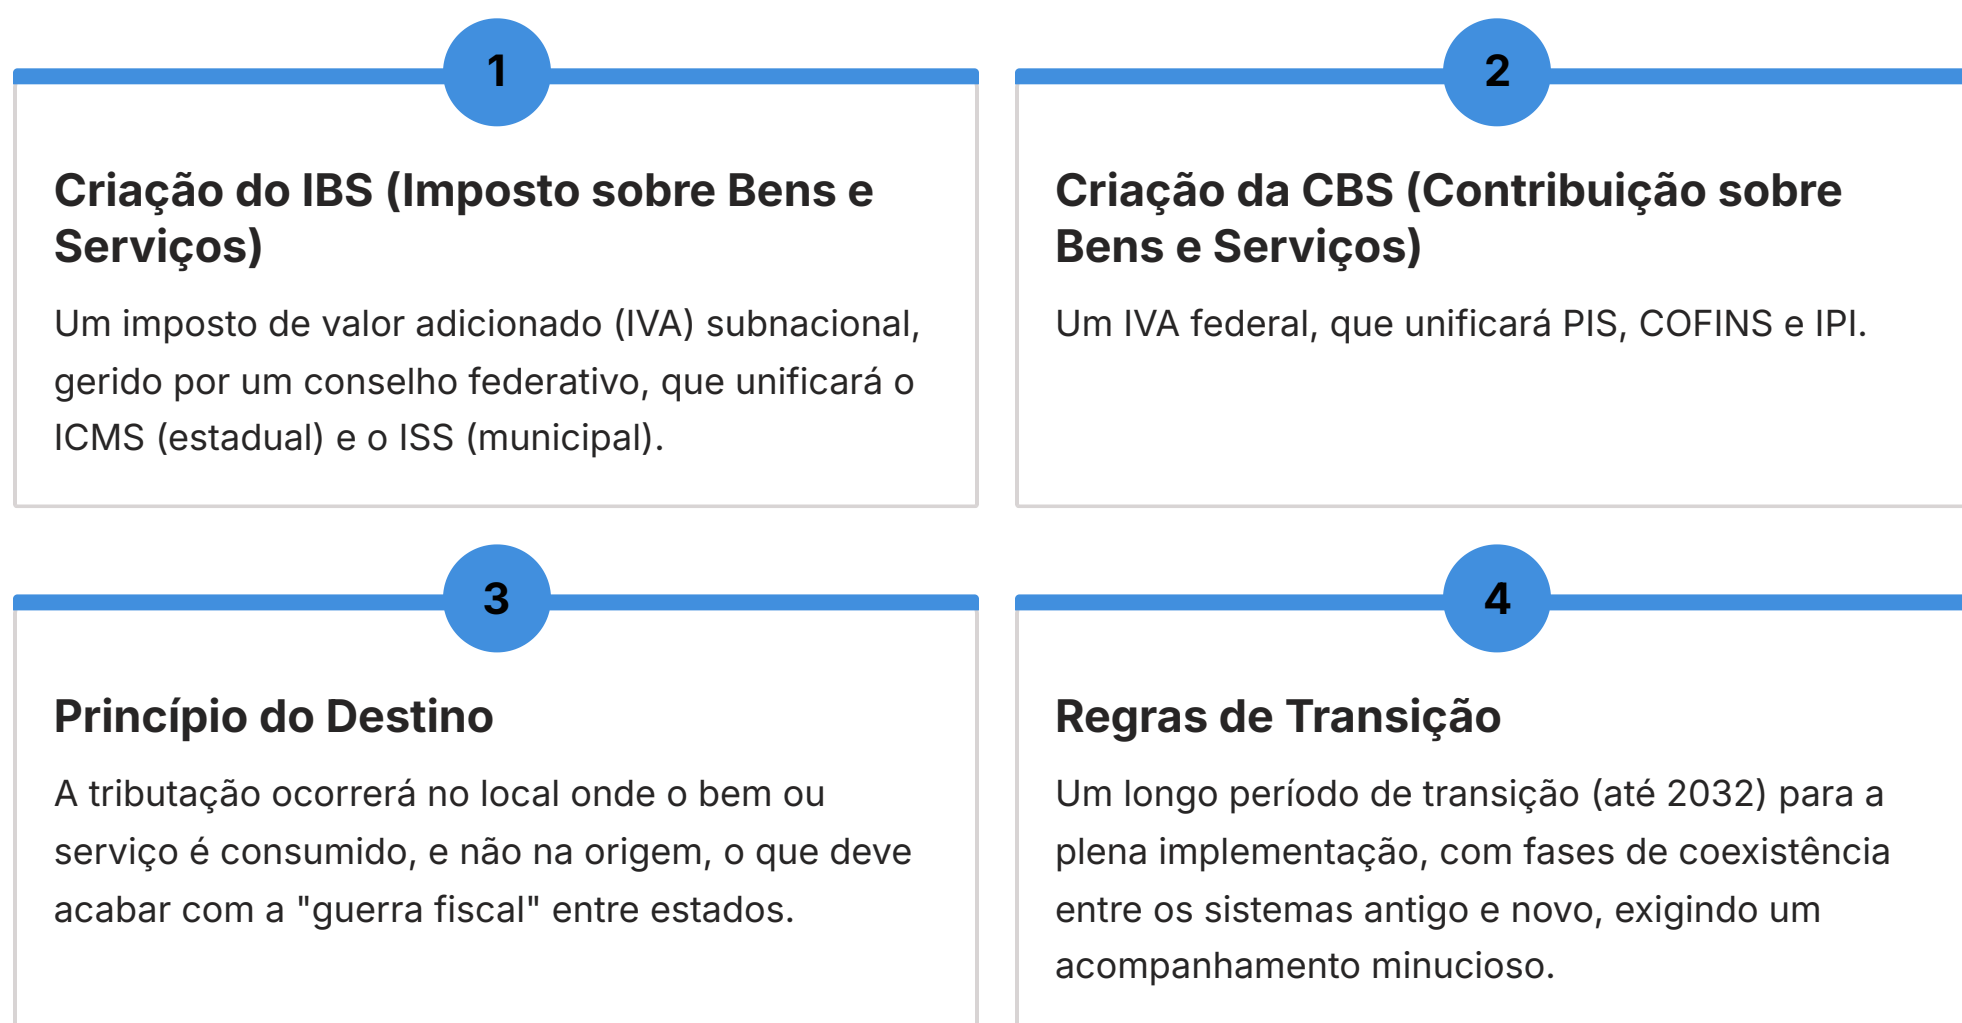 1
Criação do IBS (Imposto sobre Bens e
Serviços)
Um imposto de valor adicionado (IVA) subnacional,
gerido por um conselho federativo, que unificará o
ICMS (estadual) e o ISS (municipal).
2
Criação da CBS (Contribuição sobre
Bens e Serviços)
Um IVA federal, que unificará PIS, COFINS e IPI.
3
Princípio do Destino
A tributação ocorrerá no local onde o bem ou
serviço é consumido, e não na origem, o que deve
acabar com a "guerra fiscal" entre estados.
4
Regras de Transição
Um longo período de transição (até 2032) para a
plena implementação, com fases de coexistência
entre os sistemas antigo e novo, exigindo um
acompanhamento minucioso.